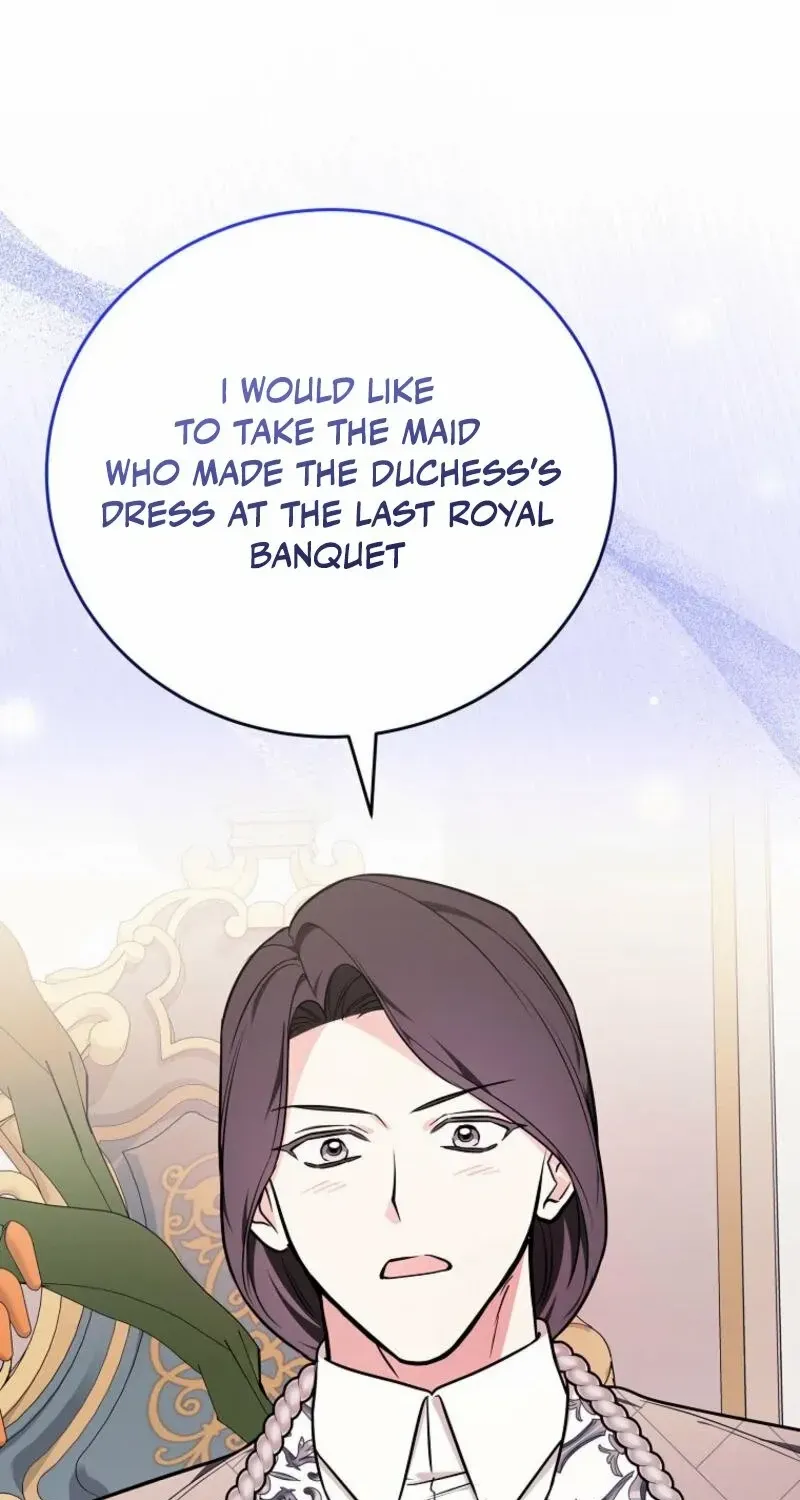 I WOULD LIKE
TO TAKE THE MAID
WHO MADE THE DUCHESS'S
DRESS AT THE LAST ROYAL
BANQUET